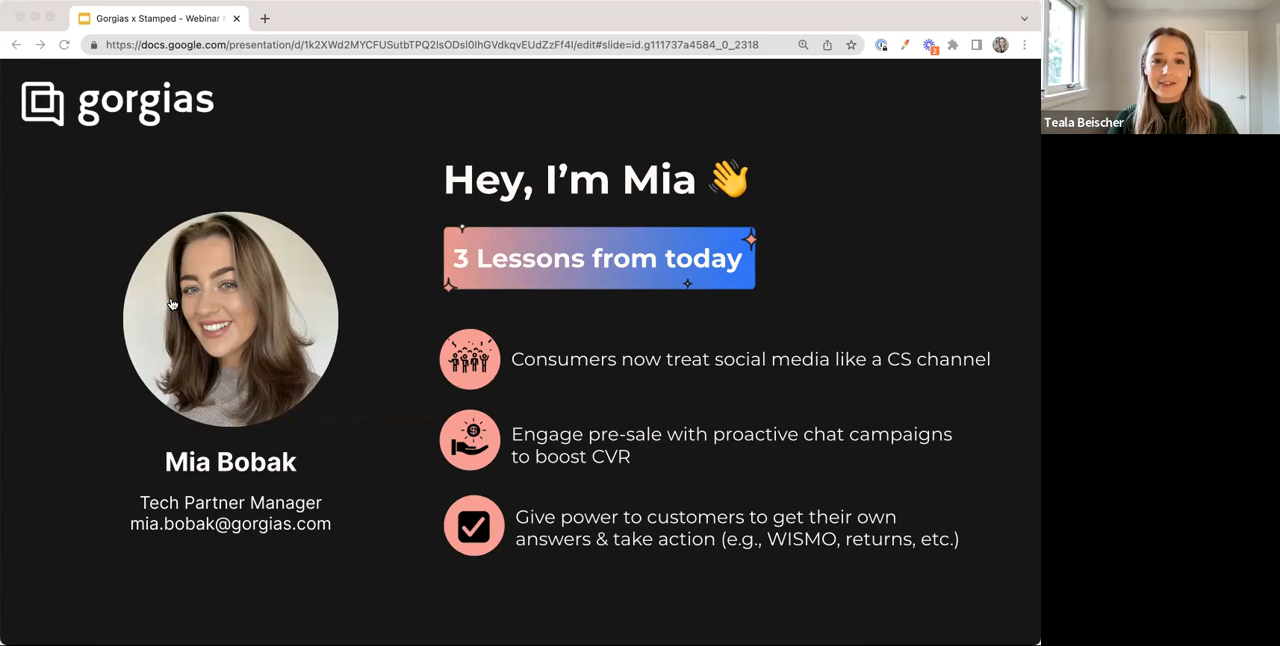 Gorgias x Stamped - Webinar
https://docs.google.com/presentation/d/1k2XWd2MYCFUSutbTPQ2lsODsl0lhGVdkqvEUdZzFf4I/edit#slide=id.g111737a4584_0_2318
2
gorgias
Teala Beischer
Hey, I'm Mia 👋
3 Lessons from today
Consumers now treat social media like a CS channel
Engage pre-sale with proactive chat campaigns
to boost CVR
Give power to customers to get their own
answers & take action (e.g., WISMO, returns, etc.)
Mia Bobak
Tech Partner Manager
mia.bobak@gorgias.com